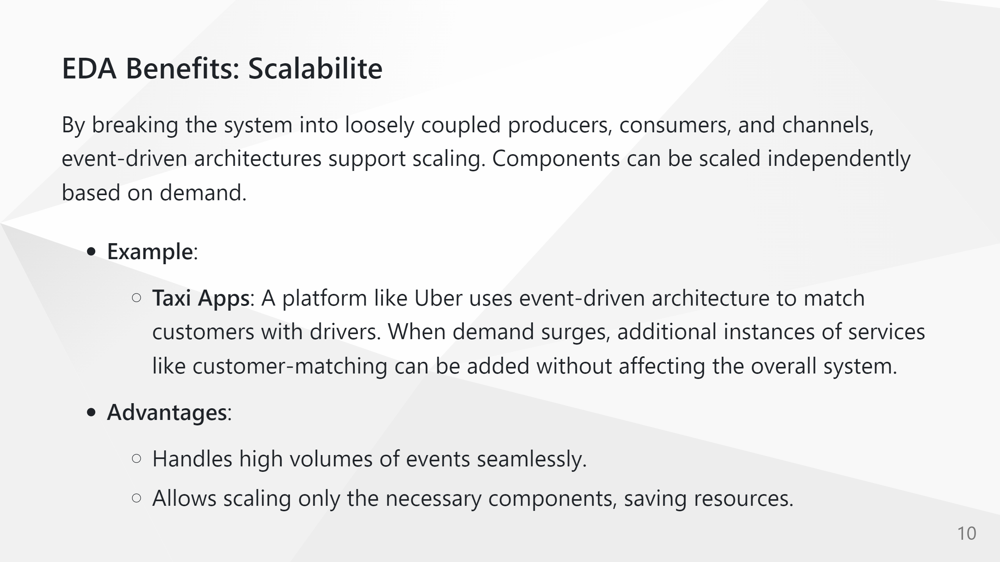 EDA Benefits: Scalabilite
By breaking the system into loosely coupled producers, consumers, and channels,
event-driven architectures support scaling. Components can be scaled independently
based on demand.
• Example:
○ Taxi Apps: A platform like Uber uses event-driven architecture to match
customers with drivers. When demand surges, additional instances of services
like customer-matching can be added without affecting the overall system.
• Advantages:
○ Handles high volumes of events seamlessly.
○ Allows scaling only the necessary components, saving resources.
10